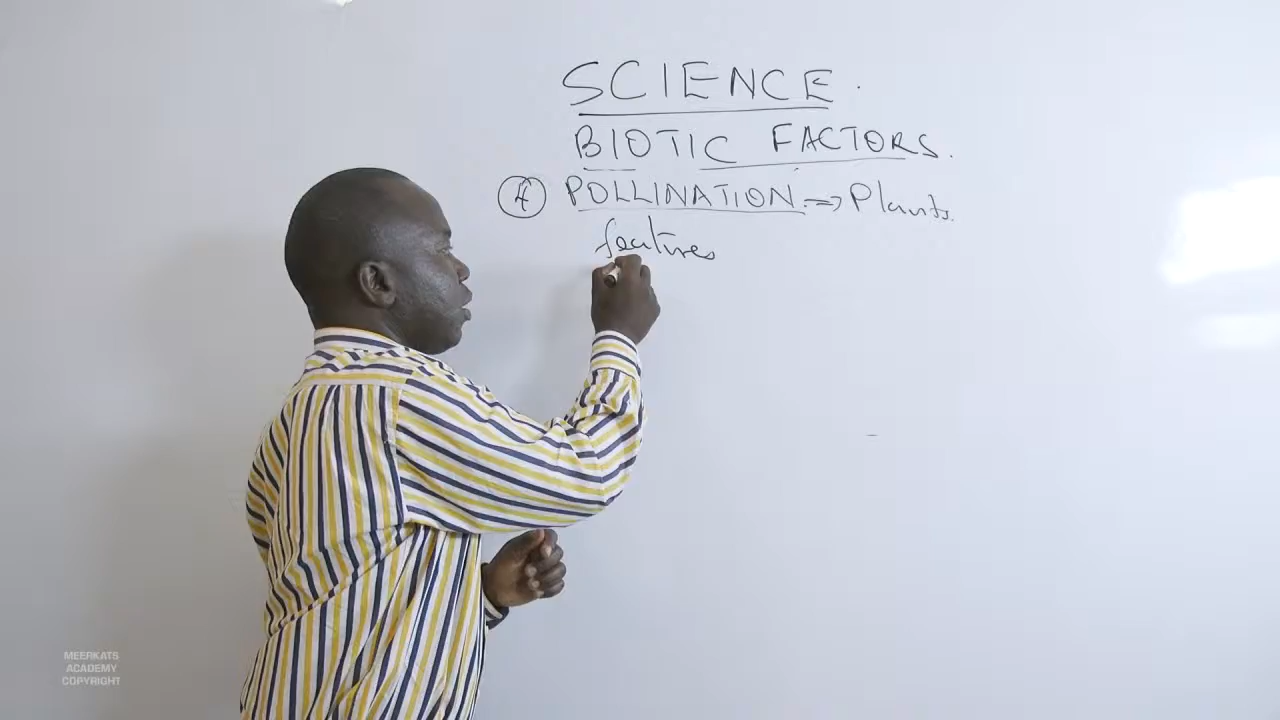 SCIENCE.
BIOTIC FACTORS.
4 POLLINATION. => Plants.
features
MEERKATS
ACADEMY
COPYRIGHT